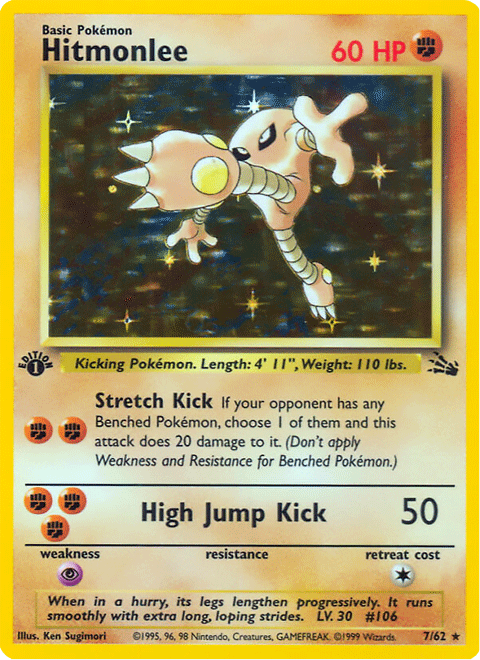 Basic Pokémon
Hitmonlee
60 HP
EDITION
1
Kicking Pokémon. Length: 4' 11", Weight: 110 lbs.
Stretch Kick If your opponent has any
Benched Pokémon, choose 1 of them and this
attack does 20 damage to it. (Don't apply
Weakness and Resistance for Benched Pokémon.)
High Jump Kick 50
weakness resistance retreat cost
When in a hurry, its legs lengthen progressively. It runs
smoothly with extra long, loping strides. LV. 30 #106
Illus. Ken Sugimori ©1995, 96, 98 Nintendo, Creatures, GAMEFREAK. ©1999 Wizards. 7/62 ★